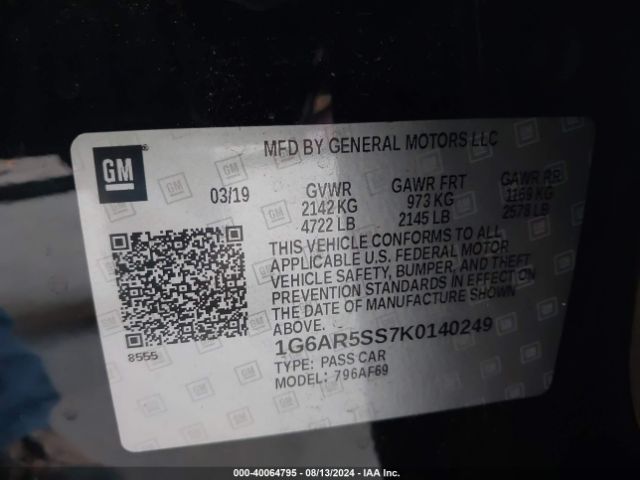 GM
MFD BY GENERAL MOTORS LLC
03/19
GVWR
2142 KG
4722 LB
GAWR FRT
973 KG
2145 LB
GAWR RR
1169 KG
2578 LB
THIS VEHICLE CONFORMS TO ALL
APPLICABLE U.S. FEDERAL MOTOR
VEHICLE SAFETY, BUMPER, AND THEFT
PREVENTION STANDARDS IN EFFECT ON
THE DATE OF MANUFACTURE SHOWN
ABOVE.
8555
1G6AR5SS7K0140249
TYPE: PASS CAR
MODEL: 796AF69
000-40064795 - 08/13/2024 - IAA Inc.